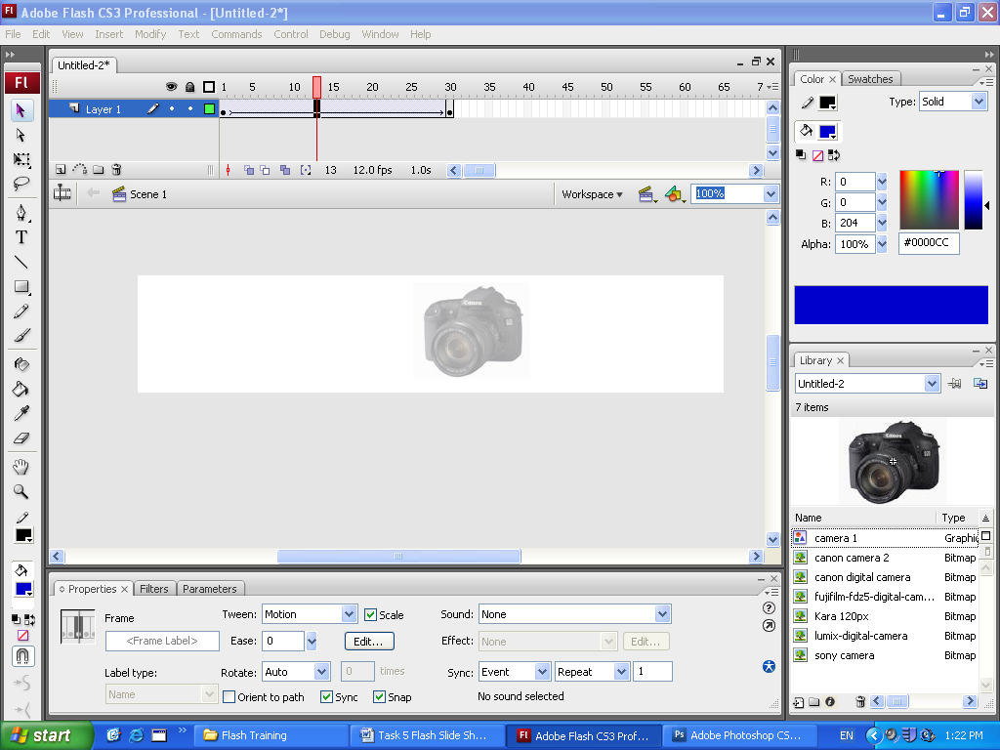 Adobe Flash CS3 Professional - [Untitled-2*]
File Edit View Insert Modify Text Commands Control Debug Window Help
Untitled-2*
1 5 10 15 20 25 30 35 40 45 50 55 60 65 7
Layer 1
13 12.0 fps 1.0s
Scene 1
Workspace
100%
Canon
Fl
T
Color Swatches
Type: Solid
R: 0
G: 0
B: 204
Alpha: 100%
#0000CC
Library
Untitled-2
7 items
Canon
Name Type
camera 1 Graphic
canon camera 2 Bitmap
canon digital camera Bitmap
fujifilm-fdz5-digital-cam... Bitmap
Kara 120px Bitmap
lumix-digital-camera Bitmap
sony camera Bitmap
Properties Filters Parameters
Frame
<Frame Label>
Label type:
Name
Tween: Motion Scale
Ease: 0 Edit...
Rotate: Auto 0 times
Orient to path Sync Snap
Sound: None
Effect: None Edit...
Sync: Event Repeat 1
No sound selected
start
Flash Training
Task 5 Flash Slide Sh...
Adobe Flash CS3 Prof...
Adobe Photoshop CS...
EN
1:22 PM